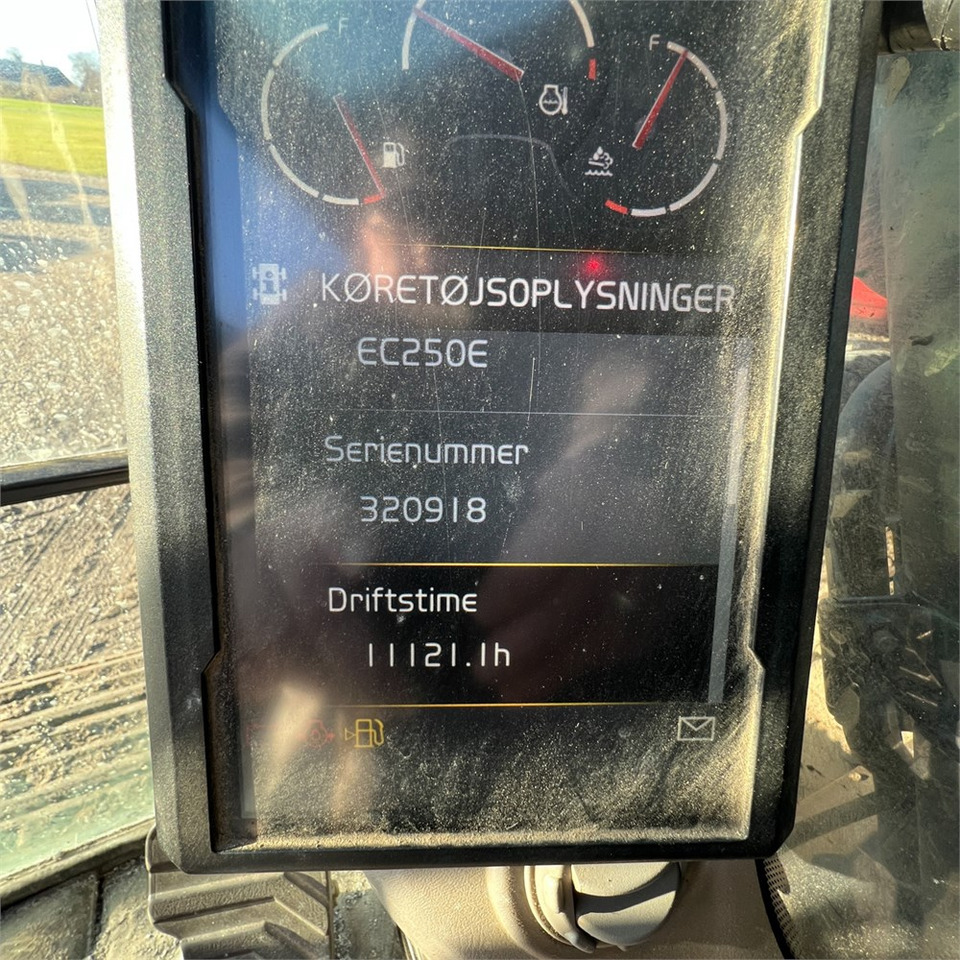 F
F
KØRETØJSOPLYSNINGER
EC250E
Serienummer
320918
Driftstime
11121.1h